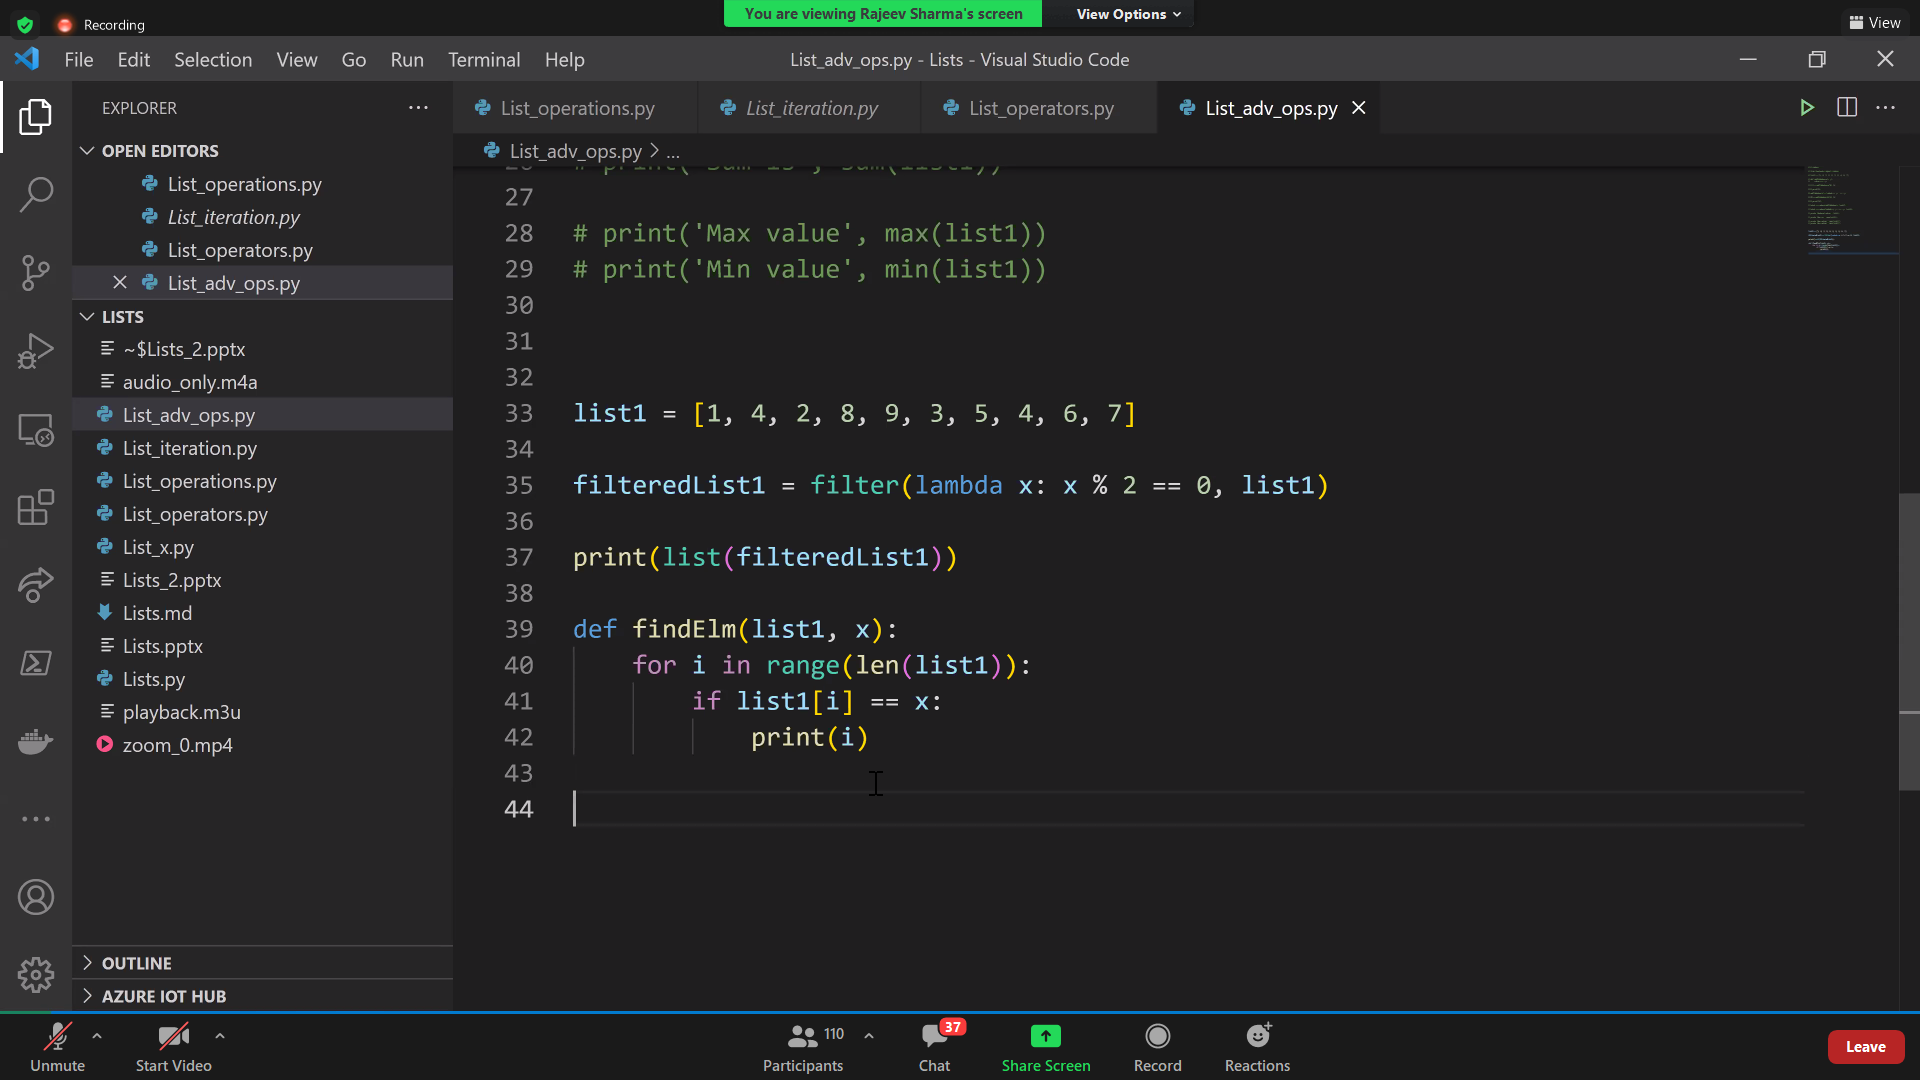 Recording
You are viewing Rajeev Sharma's screen
View Options
View
File Edit Selection View Go Run Terminal Help
List_adv_ops.py - Lists - Visual Studio Code
EXPLORER
List_operations.py
List_iteration.py
List_operators.py
List_adv_ops.py
List_adv_ops.py > ...
OPEN EDITORS
List_operations.py
List_iteration.py
List_operators.py
List_adv_ops.py
LISTS
~$Lists_2.pptx
audio_only.m4a
List_adv_ops.py
List_iteration.py
List_operations.py
List_operators.py
List_x.py
Lists_2.pptx
Lists.md
Lists.pptx
Lists.py
playback.m3u
zoom_0.mp4
OUTLINE
AZURE IOT HUB
26 # print('Sum is', sum(list1))
27
28 # print('Max value', max(list1))
29 # print('Min value', min(list1))
30
31
32
33 list1 = [1, 4, 2, 8, 9, 3, 5, 4, 6, 7]
34
35 filteredList1 = filter(lambda x: x % 2 == 0, list1)
36
37 print(list(filteredList1))
38
39 def findElm(list1, x):
40     for i in range(len(list1)):
41         if list1[i] == x:
42             print(i)
43
44
Unmute
Start Video
110
Participants
37
Chat
Share Screen
Record
Reactions
Leave